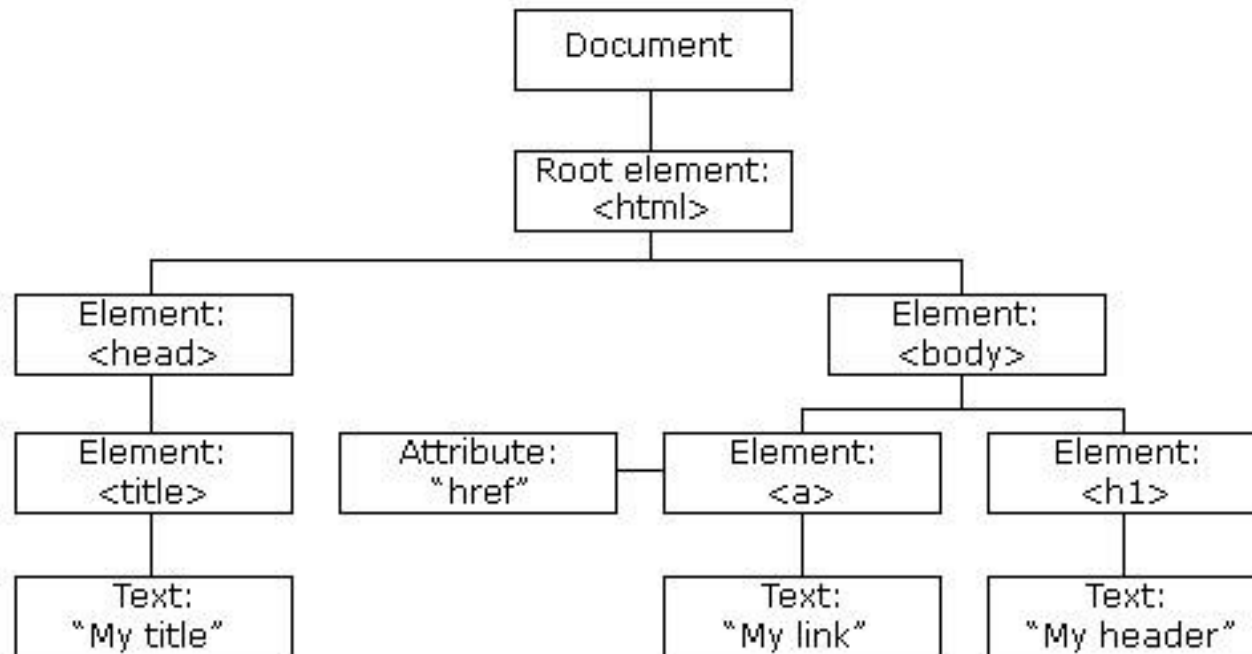 Document
Root element:
<html>
Element:
<head>
Element:
<body>
Element:
<title>
Attribute:
“href”
Element:
<a>
Element:
<h1>
Text:
“My title”
Text:
“My link”
Text:
“My header”